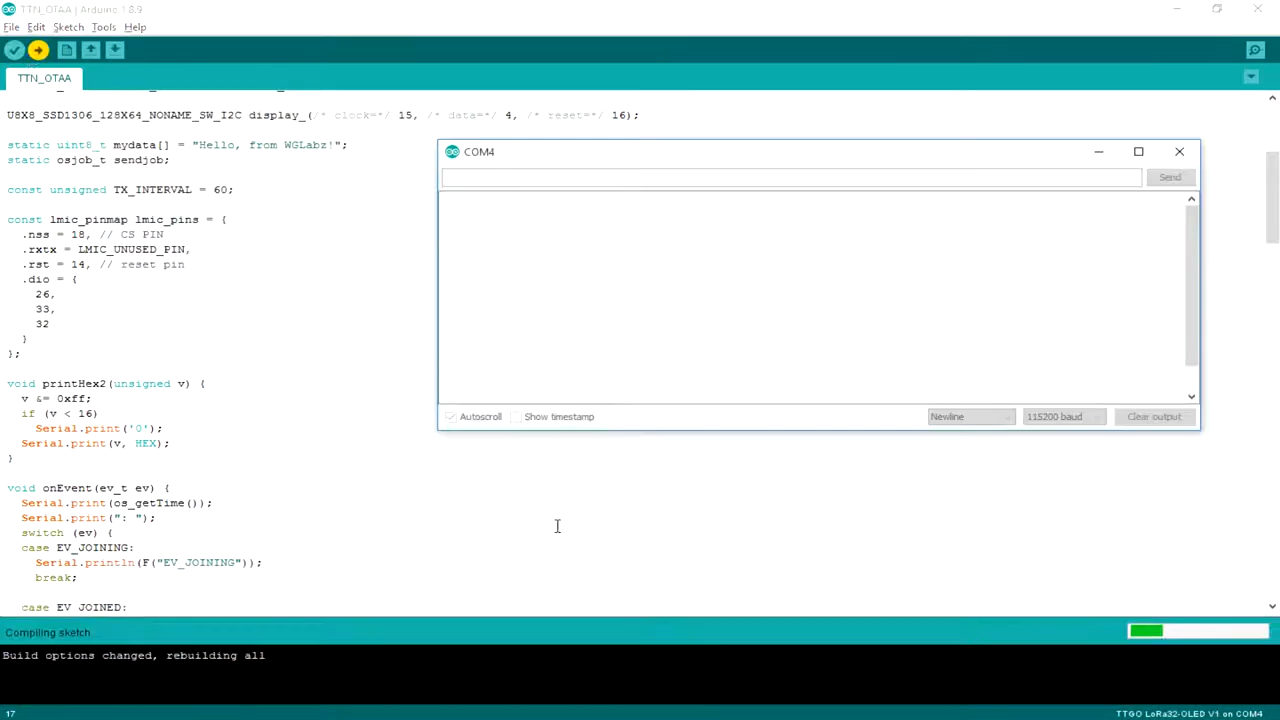 TTN_OTAA | Arduino 1.8.9
File Edit Sketch Tools Help
TTN_OTAA
U8X8_SSD1306_128X64_NONAME_SW_I2C display_(/* clock=*/ 15, /* data=*/ 4, /* reset=*/ 16);
static uint8_t mydata[] = "Hello, from WGLabz!";
static osjob_t sendjob;
const unsigned TX_INTERVAL = 60;
const lmic_pinmap lmic_pins = {
.nss = 18, // CS PIN
.rxtx = LMIC_UNUSED_PIN,
.rst = 14, // reset pin
.dio = {
26,
33,
32
}
};
void printHex2(unsigned v) {
v &= 0xff;
if (v < 16)
Serial.print('0');
Serial.print(v, HEX);
}
void onEvent(ev_t ev) {
Serial.print(os_getTime());
Serial.print(": ");
switch (ev) {
case EV_JOINING:
Serial.println(F("EV_JOINING"));
break;
case EV_JOINED:
COM4
Send
Autoscroll Show timestamp Newline 115200 baud Clear output
Compiling sketch...
Build options changed, rebuilding all
17 TTGO LoRa32-OLED V1 on COM4